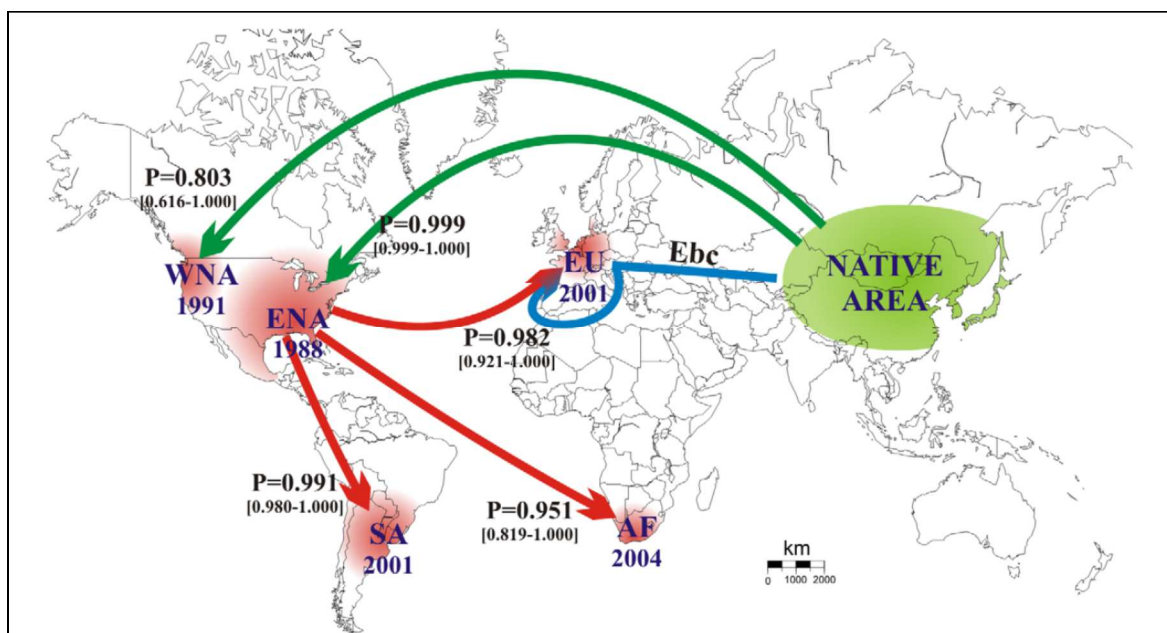 P=0.803
[0.616-1.000]
P=0.999
[0.999-1.000]
WNA
1991
ENA
1988
EU
2001
Ebc
NATIVE
AREA
P=0.982
[0.921-1.000]
P=0.991
[0.980-1.000]
SA
2001
P=0.951
[0.819-1.000]
AF
2004
km
0 1000 2000